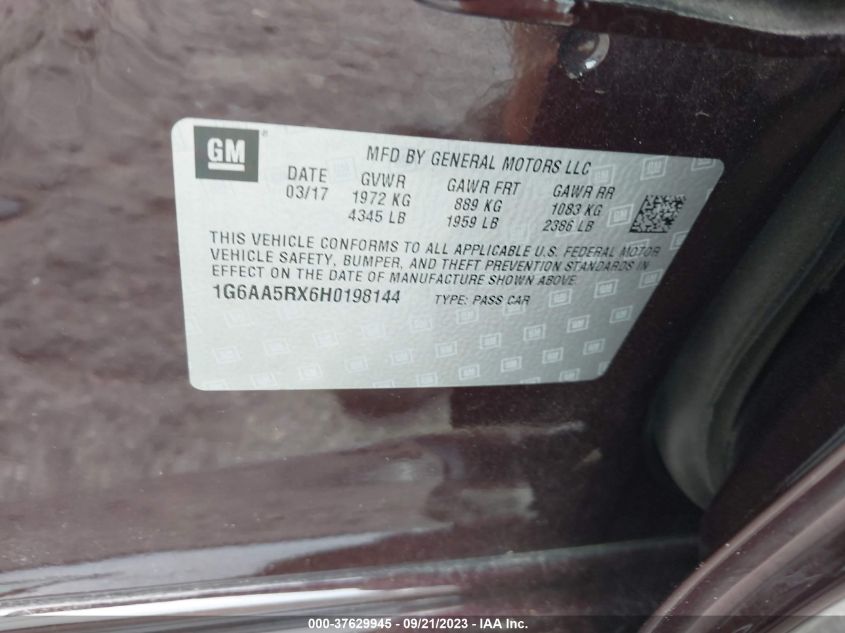 GM
MFD BY GENERAL MOTORS LLC
DATE GVWR GAWR FRT GAWR RR
03/17 1972 KG 889 KG 1083 KG
4345 LB 1959 LB 2386 LB
THIS VEHICLE CONFORMS TO ALL APPLICABLE U.S. FEDERAL MOTOR
VEHICLE SAFETY, BUMPER, AND THEFT PREVENTION STANDARDS IN
EFFECT ON THE DATE OF MANUFACTURE SHOWN ABOVE.
1G6AA5RX6H0198144 TYPE: PASS CAR
000-37629945 - 09/21/2023 - IAA Inc.